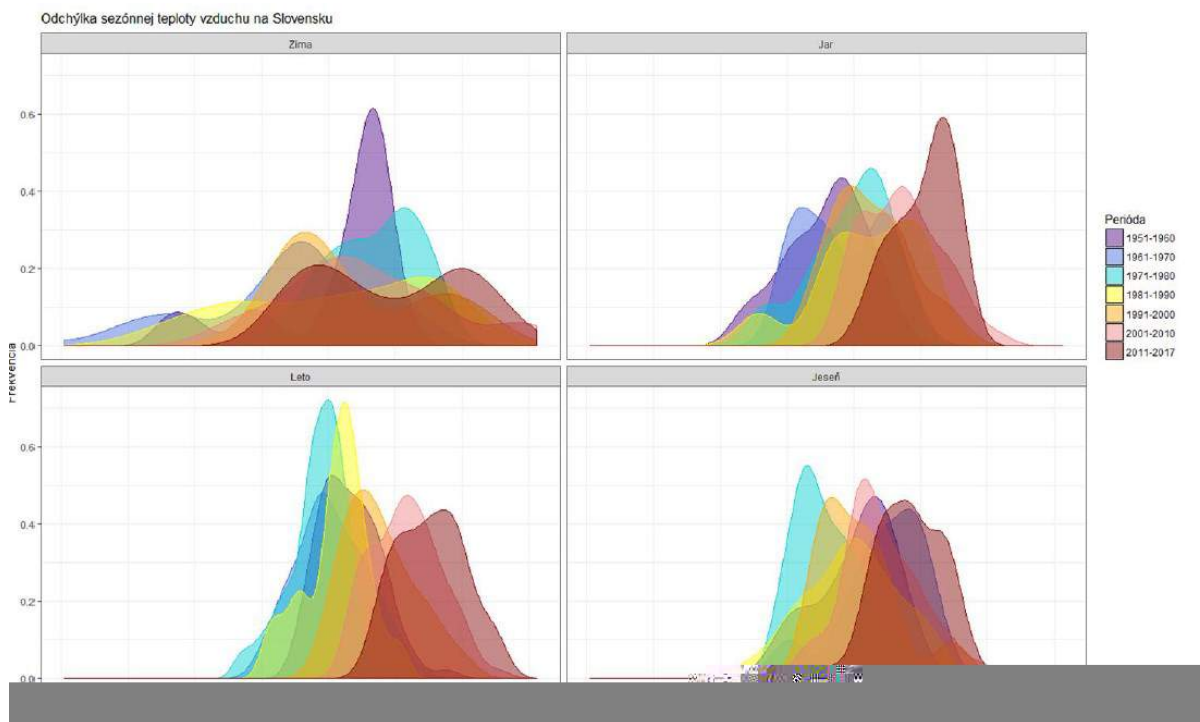 Odchýlka sezónnej teploty vzduchu na Slovensku
Zima
Jar
0.6
0.4
0.2
0.0
Leto
Jeseň
0.6
0.4
0.2
0.0
Frekvencia
Perióda
1951-1960
1961-1970
1971-1980
1981-1990
1991-2000
2001-2010
2011-2017